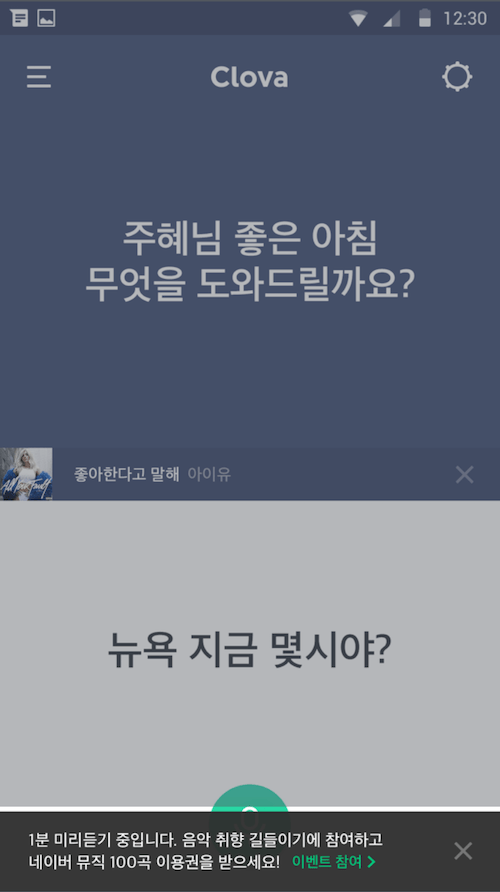 12:30
Clova
주혜님 좋은 아침
무엇을 도와드릴까요?
좋아한다고 말해 아이유
뉴욕 지금 몇시야?
1분 미리듣기 중입니다. 음악 취향 길들이기에 참여하고
네이버 뮤직 100곡 이용권을 받으세요! 이벤트 참여 >